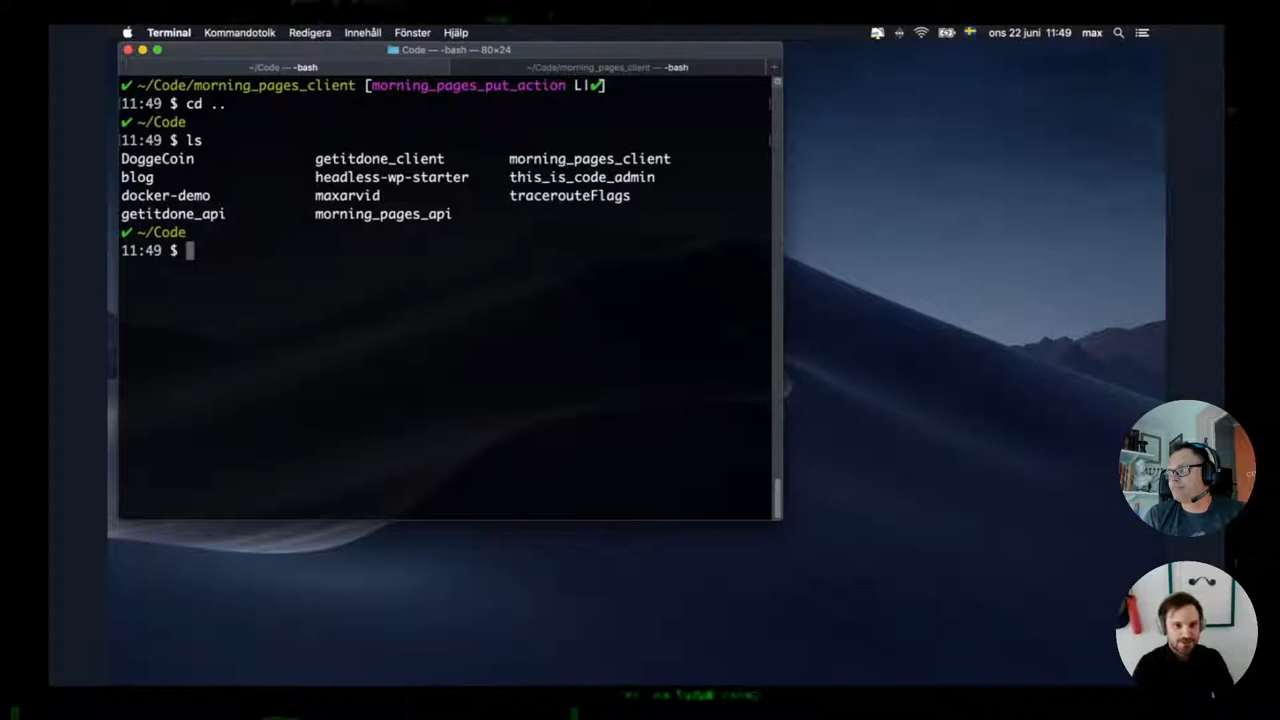 Terminal Kommandotolk Redigera Innehåll Fönster Hjälp ons 22 juni 11:49 max
Code — -bash — 80×24
~/Code — -bash ~/Code/morning_pages_client — -bash
✔ ~/Code/morning_pages_client [morning_pages_put_action L|✔]
11:49 $ cd ..
✔ ~/Code
11:49 $ ls
DoggeCoin getitdone_client morning_pages_client
blog headless-wp-starter this_is_code_admin
docker-demo maxarvid tracerouteFlags
getitdone_api morning_pages_api
✔ ~/Code
11:49 $